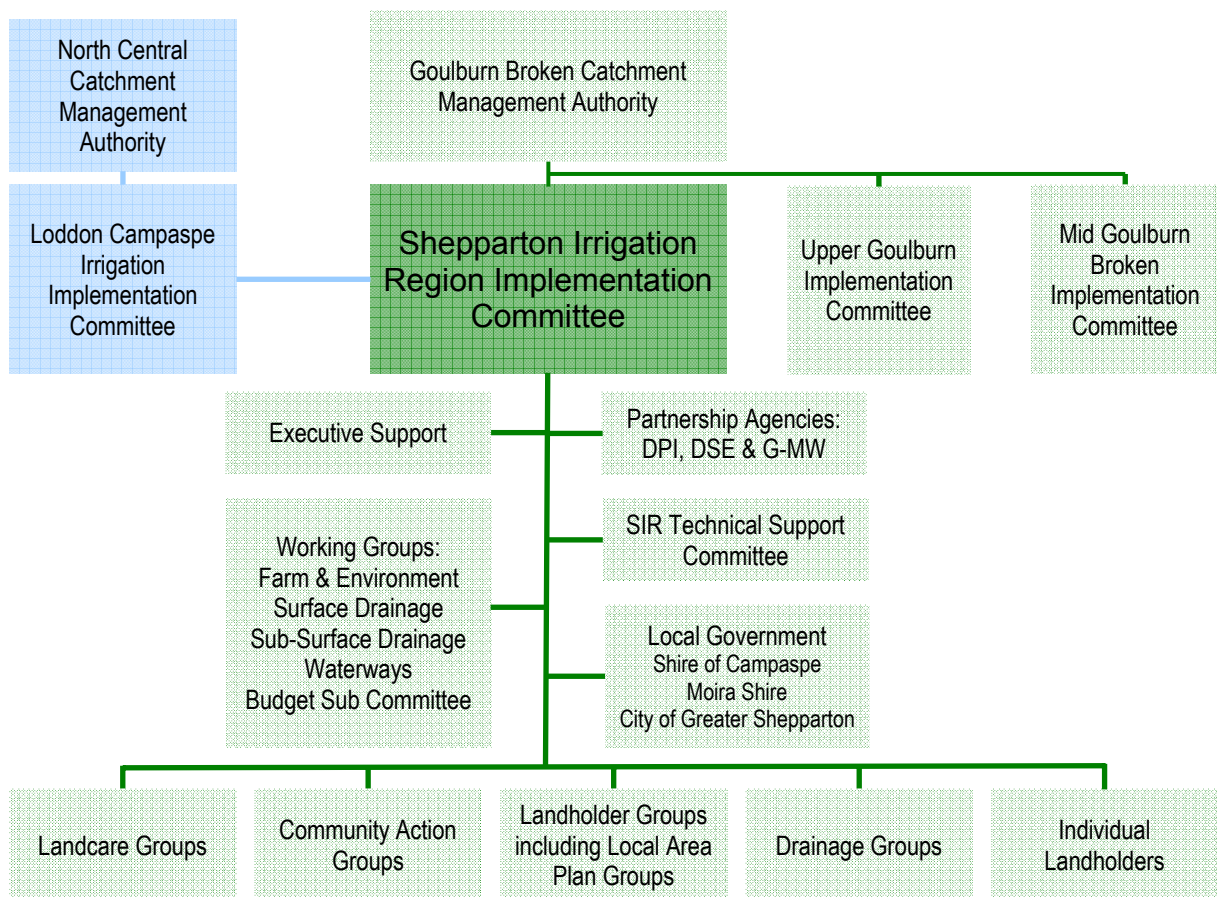 North Central
Catchment
Management
Authority
Goulburn Broken Catchment
Management Authority
Loddon Campaspe
Irrigation
Implementation
Committee
Shepparton Irrigation
Region Implementation
Committee
Upper Goulburn
Implementation
Committee
Mid Goulburn
Broken
Implementation
Committee
Executive Support
Partnership Agencies:
DPI, DSE & G-MW
Working Groups:
Farm & Environment
Surface Drainage
Sub-Surface Drainage
Waterways
Budget Sub Committee
SIR Technical Support
Committee
Local Government
Shire of Campaspe
Moira Shire
City of Greater Shepparton
Landcare Groups
Community Action
Groups
Landholder Groups
including Local Area
Plan Groups
Drainage Groups
Individual
Landholders